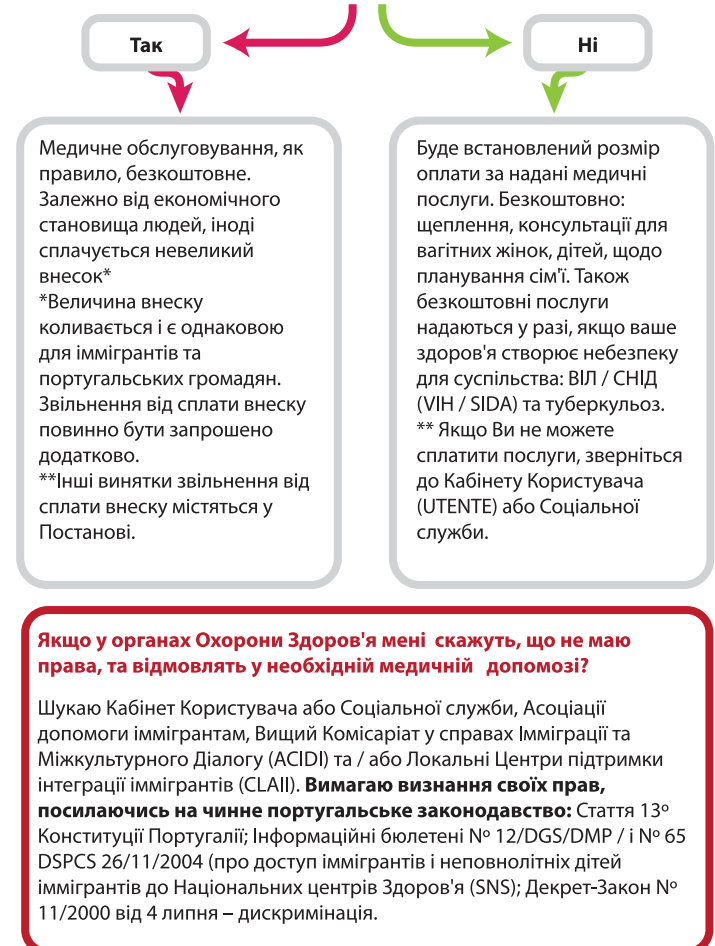 Так
Ні
Медичне обслуговування, як
правило, безкоштовне.
Залежно від економічного
становища людей, іноді
сплачується невеликий
внесок*
*Величина внеску
коливається і є однаковою
для іммігрантів та
португальських громадян.
Звільнення від сплати внеску
повинно бути запрошено
додатково.
**Інші винятки звільнення від
сплати внеску містяться у
Постанові.
Буде встановлений розмір
оплати за надані медичні
послуги. Безкоштовно:
щеплення, консультації для
вагітних жінок, дітей, щодо
планування сім'ї. Також
безкоштовні послуги
надаються у разі, якщо ваше
здоров'я створює небезпеку
для суспільства: ВІЛ / СНІД
(VIH / SIDA) та туберкульоз.
** Якщо Ви не можете
сплатити послуги, зверніться
до Кабінету Користувача
(UTENTE) або Соціальної
служби.
Якщо у органах Охорони Здоров'я мені скажуть, що не маю
права, та відмовлять у необхідній медичній допомозі?
Шукаю Кабінет Користувача або Соціальної служби, Асоціації
допомоги іммігрантам, Вищий Комісаріат у справах Імміграції та
Міжкультурного Діалогу (ACIDI) та / або Локальні Центри підтримки
інтеграції іммігрантів (CLAII). Вимагаю визнання своїх прав,
посилаючись на чинне португальське законодавство: Стаття 13º
Конституції Португалії; Інформаційні бюлетені Nº 12/DGS/DMP / і Nº 65
DSPCS 26/11/2004 (про доступ іммігрантів і неповнолітніх дітей
іммігрантів до Національних центрів Здоров'я (SNS); Декрет-Закон Nº
11/2000 від 4 липня – дискримінація.